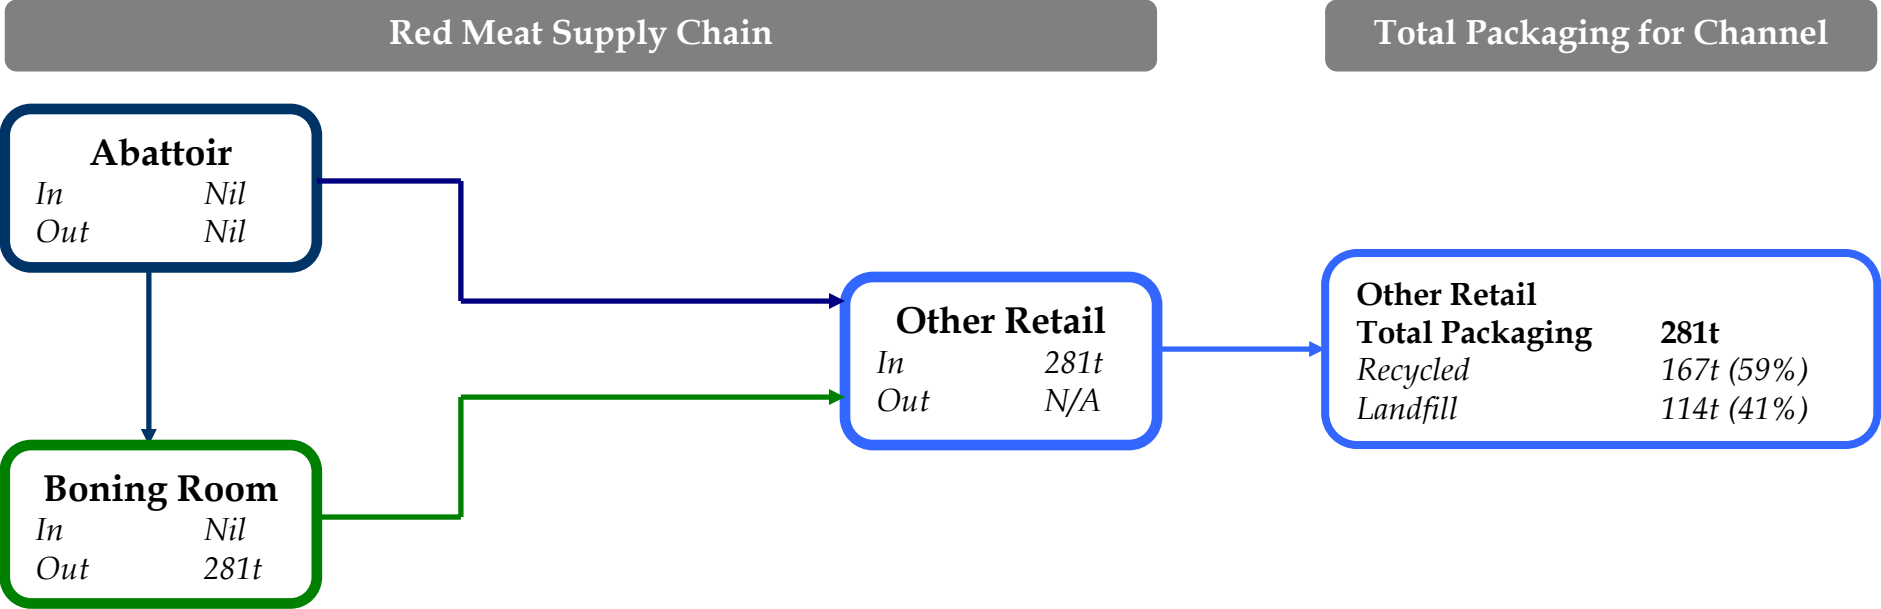 Red Meat Supply Chain
Total Packaging for Channel
Abattoir
In Nil
Out Nil
Boning Room
In Nil
Out 281t
Other Retail
In 281t
Out N/A
Other Retail
Total Packaging 281t
Recycled 167t (59%)
Landfill 114t (41%)